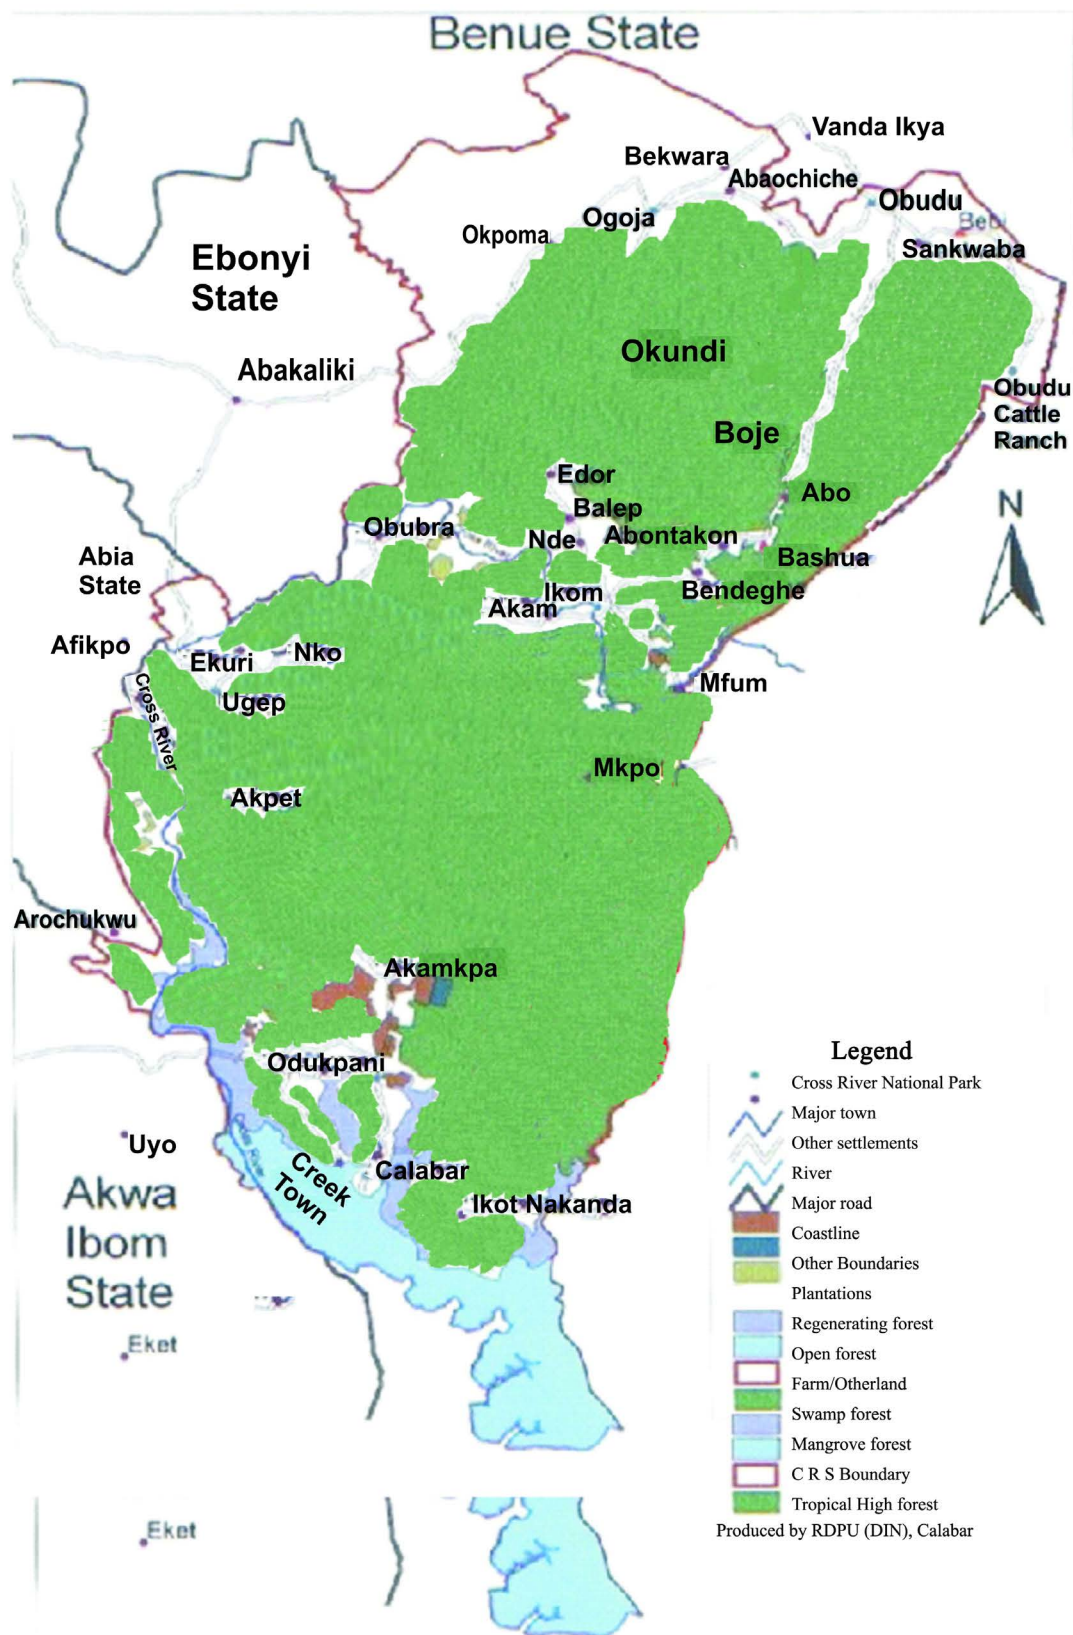 Benue State
Vanda Ikya
Bekwara
Abaochiche
Obudu
Ogoja
Bebi
Okpoma
Sankwaba
Ebonyi
State
Okundi
Abakaliki
Obudu
Cattle
Ranch
Boje
Edor
Abo
Balep
N
Obubra
Nde
Abontakon
Abia
State
Bashua
Ikom
Bendeghe
Akam
Afikpo
Ekuri
Nko
Mfum
Ugep
Cross River
Mkpo
Akpet
Arochukwu
Akamkpa
Odukpani
Uyo
Creek
Town
Calabar
Ikot Nakanda
Akwa
Ibom
State
Eket
Eket
Legend
Cross River National Park
Major town
Other settlements
River
Major road
Coastline
Other Boundaries
Plantations
Regenerating forest
Open forest
Farm/Otherland
Swamp forest
Mangrove forest
C R S Boundary
Tropical High forest
Produced by RDPU (DIN), Calabar